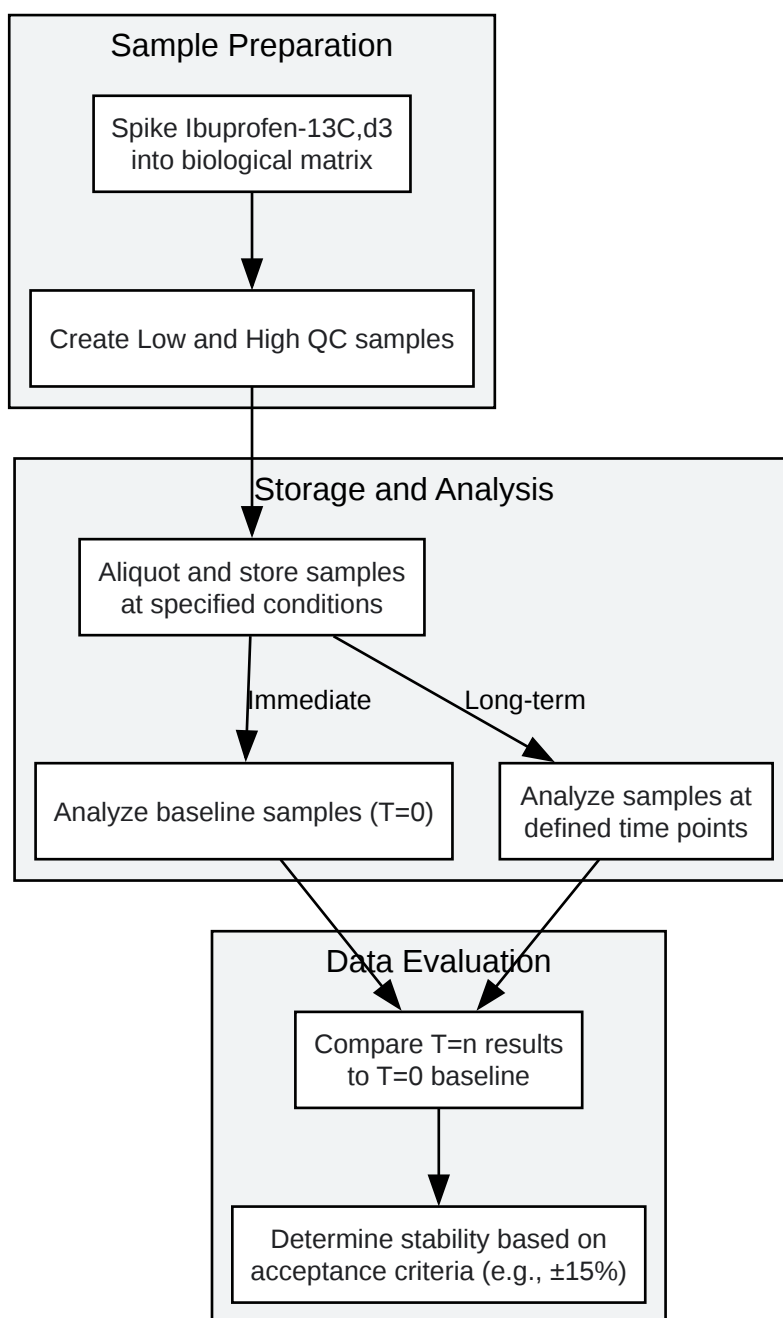 Sample Preparation
Spike Ibuprofen-13C,d3
into biological matrix
Create Low and High QC samples
Storage and Analysis
Aliquot and store samples
at specified conditions
Immediate
Long-term
Analyze baseline samples (T=0)
Analyze samples at
defined time points
Data Evaluation
Compare T=n results
to T=0 baseline
Determine stability based on
acceptance criteria (e.g., ±15%)